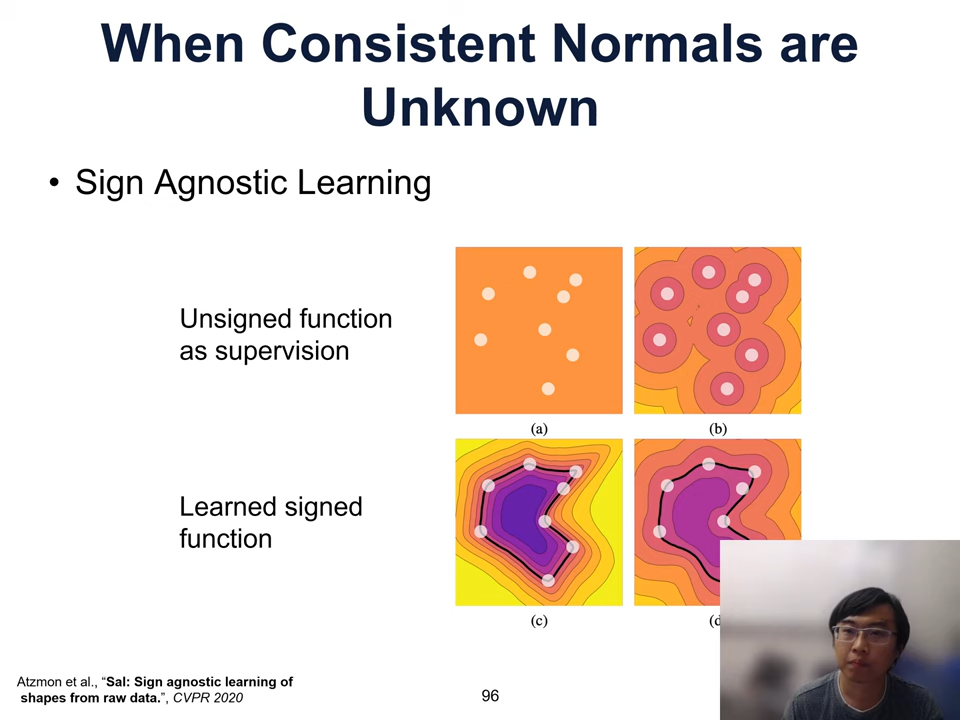 When Consistent Normals are
Unknown
• Sign Agnostic Learning
Unsigned function
as supervision
(a)
(b)
Learned signed
function
(c)
(d
Atzmon et al., “Sal: Sign agnostic learning of
shapes from raw data.”, CVPR 2020
96